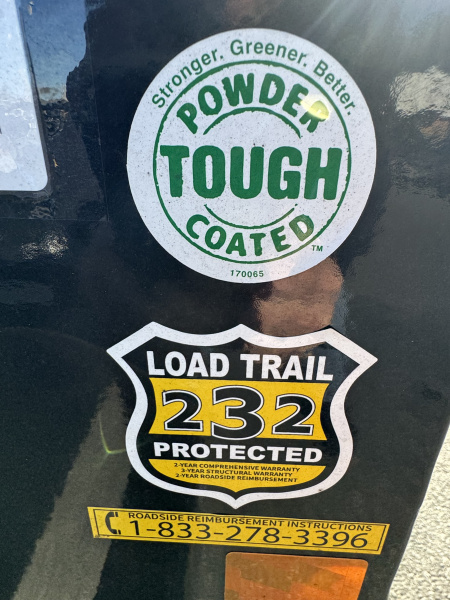 Stronger. Greener. Better.
POWDER
TOUGH
COATED
TM
170065
LOAD TRAIL
232
PROTECTED
2-YEAR COMPREHENSIVE WARRANTY
3-YEAR STRUCTURAL WARRANTY
2-YEAR ROADSIDE REIMBURSEMENT
ROADSIDE REIMBURSEMENT INSTRUCTIONS
1-833-278-3396